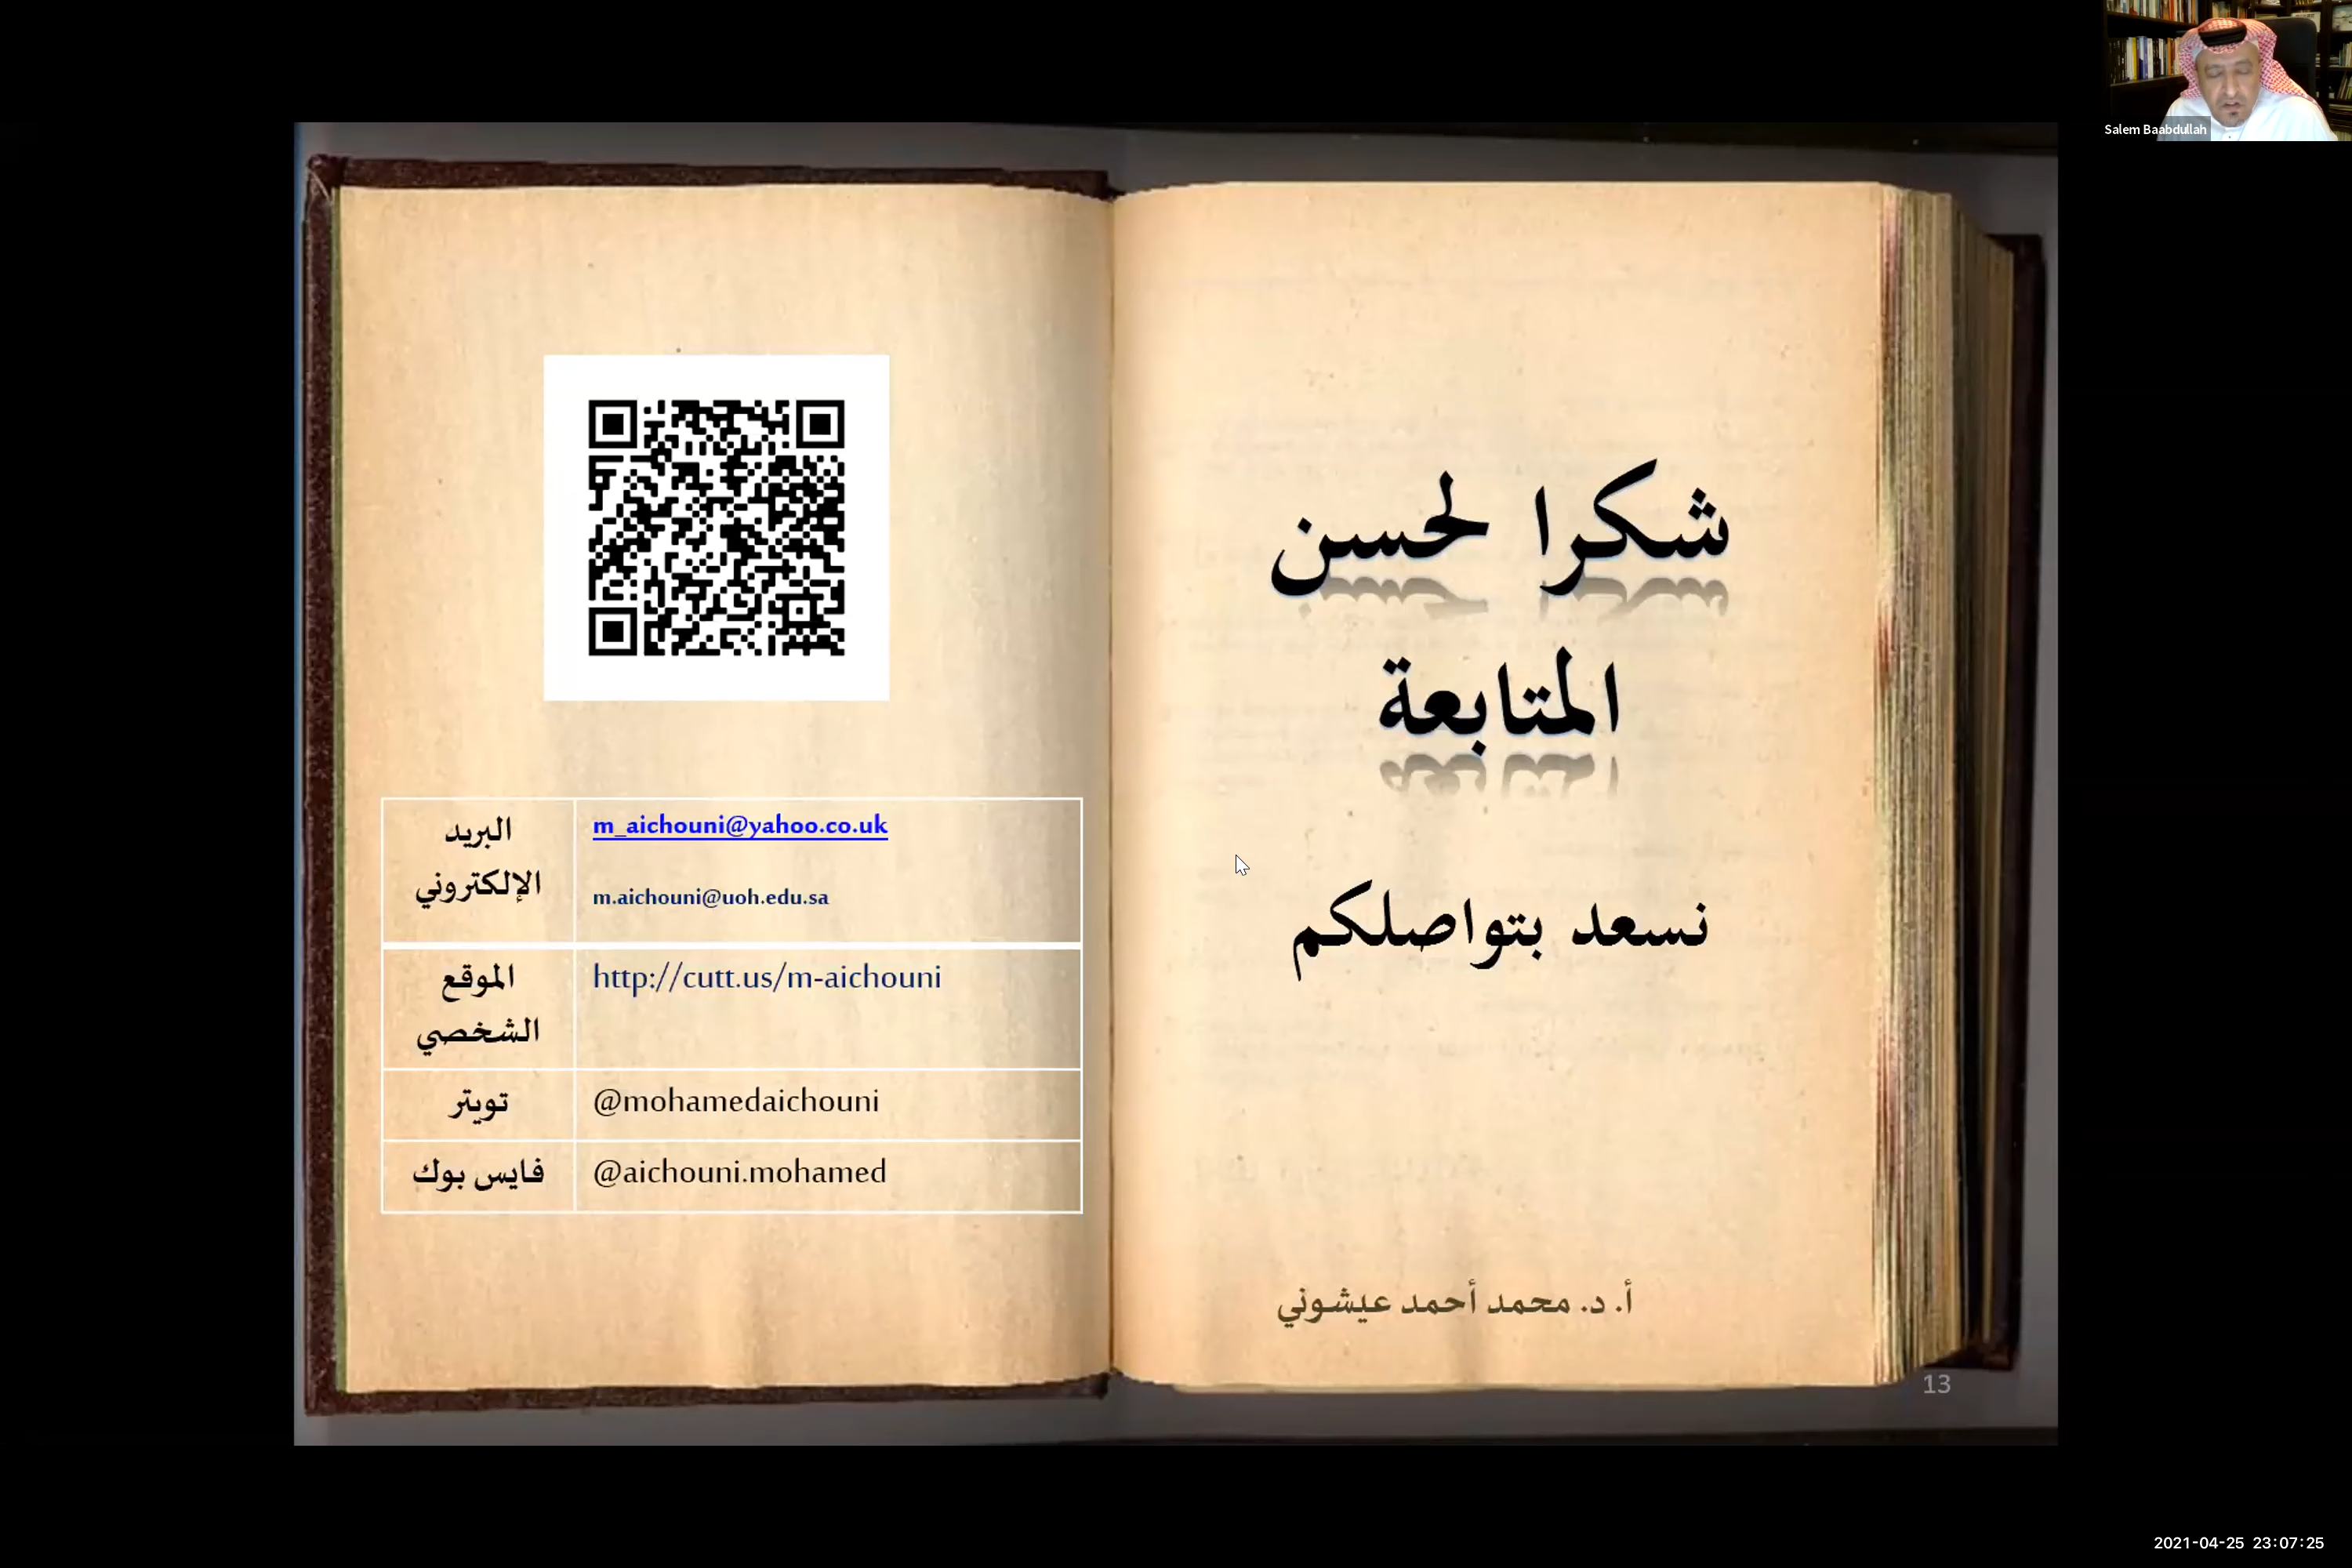 Salem Baabdullah
شكرا لحسن
المتابعة
نسعد بتواصلكم
أ. د. محمد أحمد عيشوني
البريد
الإلكتروني
m_aichouni@yahoo.co.uk
m.aichouni@uoh.edu.sa
الموقع
الشخصي
http://cutt.us/m-aichouni
تويتر
@mohamedaichouni
فايس بوك
@aichouni.mohamed
13
2021-04-25 23:07:25